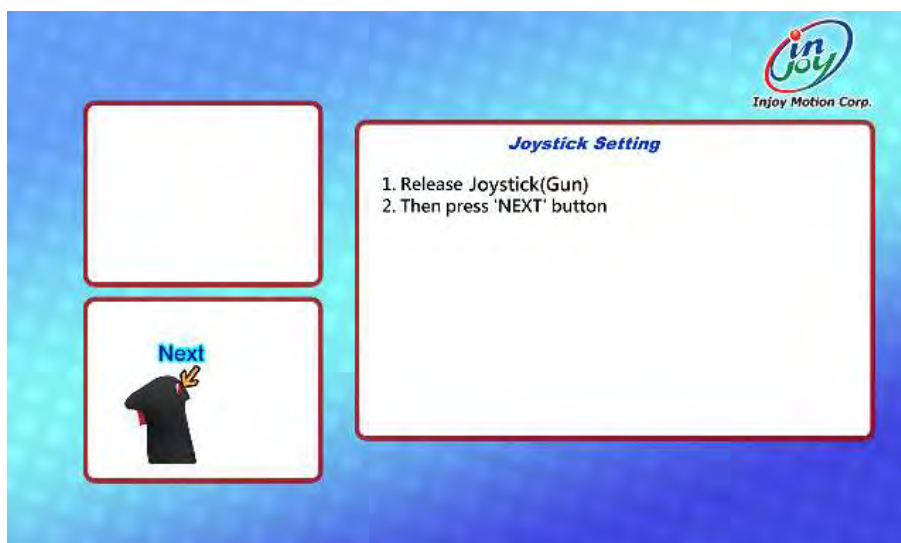 in
joy
Injoy Motion Corp.
Joystick Setting
1. Release Joystick(Gun)
2. Then press 'NEXT' button
Next